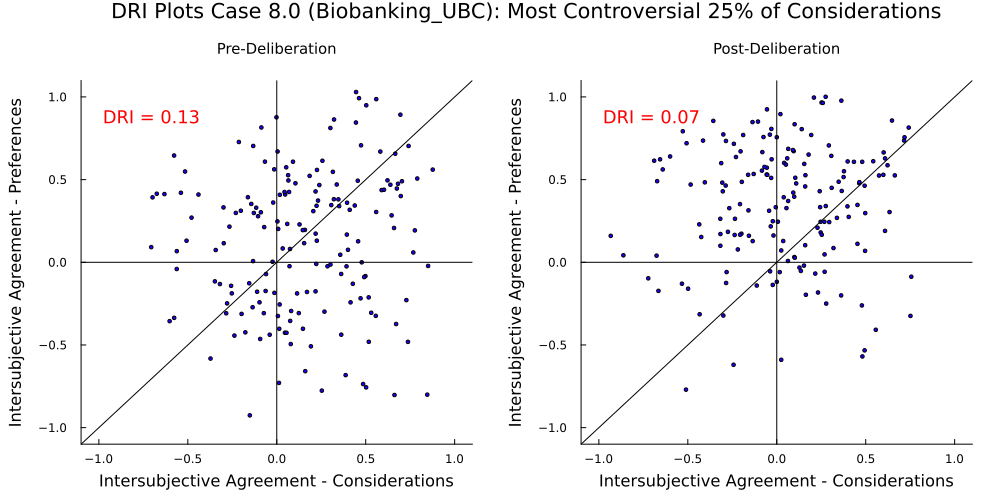 DRI Plots Case 8.0 (Biobanking_UBC): Most Controversial 25% of Considerations
Pre-Deliberation
Intersubjective Agreement - Preferences
1.0
0.5
0.0
−0.5
−1.0
DRI = 0.13
−1.0 −0.5 0.0 0.5 1.0
Intersubjective Agreement - Considerations
Post-Deliberation
Intersubjective Agreement - Preferences
1.0
0.5
0.0
−0.5
−1.0
DRI = 0.07
−1.0 −0.5 0.0 0.5 1.0
Intersubjective Agreement - Considerations